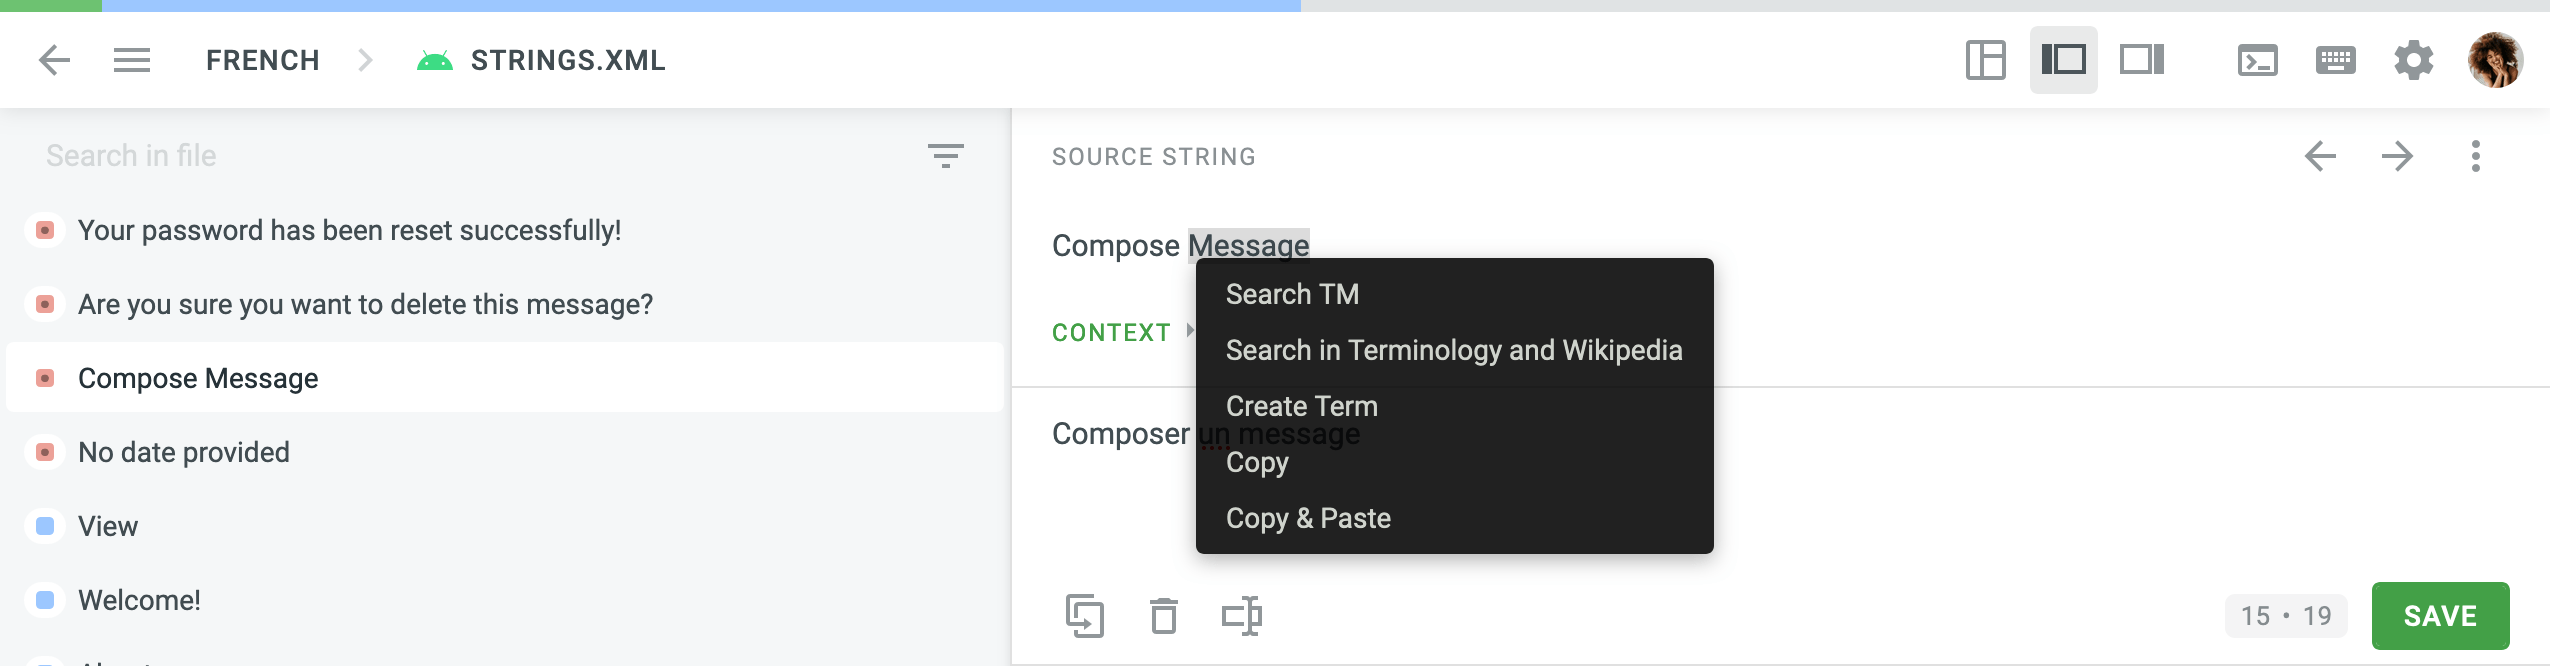 FRENCH
STRINGS.XML
Search in file
Your password has been reset successfully!
Are you sure you want to delete this message?
Compose Message
No date provided
View
Welcome!
SOURCE STRING
Compose Message
CONTEXT
Composer un message
Search TM
Search in Terminology and Wikipedia
Create Term
Copy
Copy & Paste
15 • 19
SAVE